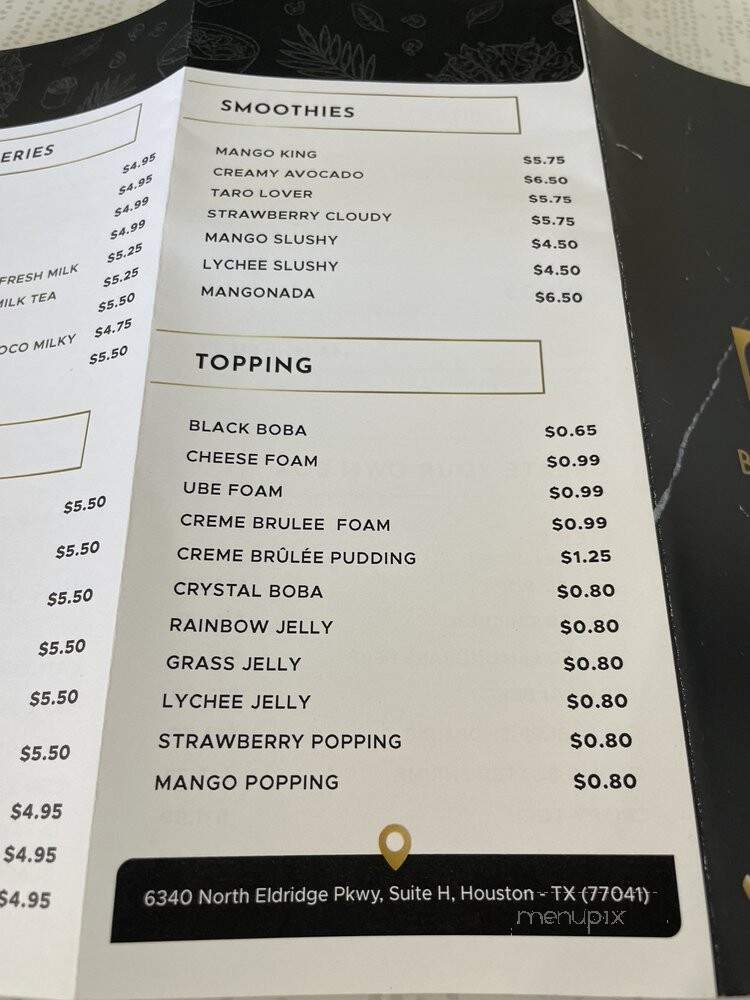 ERIES
$4.95
$4.95
$4.99
$4.99
$5.25
FRESH MILK $5.25
MILK TEA $5.50
$4.75
OCO MILKY $5.50
$5.50
$5.50
$5.50
$5.50
$5.50
$5.50
$4.95
$4.95
$4.95
SMOOTHIES
MANGO KING $5.75
CREAMY AVOCADO $6.50
TARO LOVER $5.75
STRAWBERRY CLOUDY $5.75
MANGO SLUSHY $4.50
LYCHEE SLUSHY $4.50
MANGONADA $6.50
TOPPING
BLACK BOBA $0.65
CHEESE FOAM $0.99
UBE FOAM $0.99
CREME BRULEE FOAM $0.99
CREME BRÛLÉE PUDDING $1.25
CRYSTAL BOBA $0.80
RAINBOW JELLY $0.80
GRASS JELLY $0.80
LYCHEE JELLY $0.80
STRAWBERRY POPPING $0.80
MANGO POPPING $0.80
6340 North Eldridge Pkwy, Suite H, Houston - TX (77041)
menupix